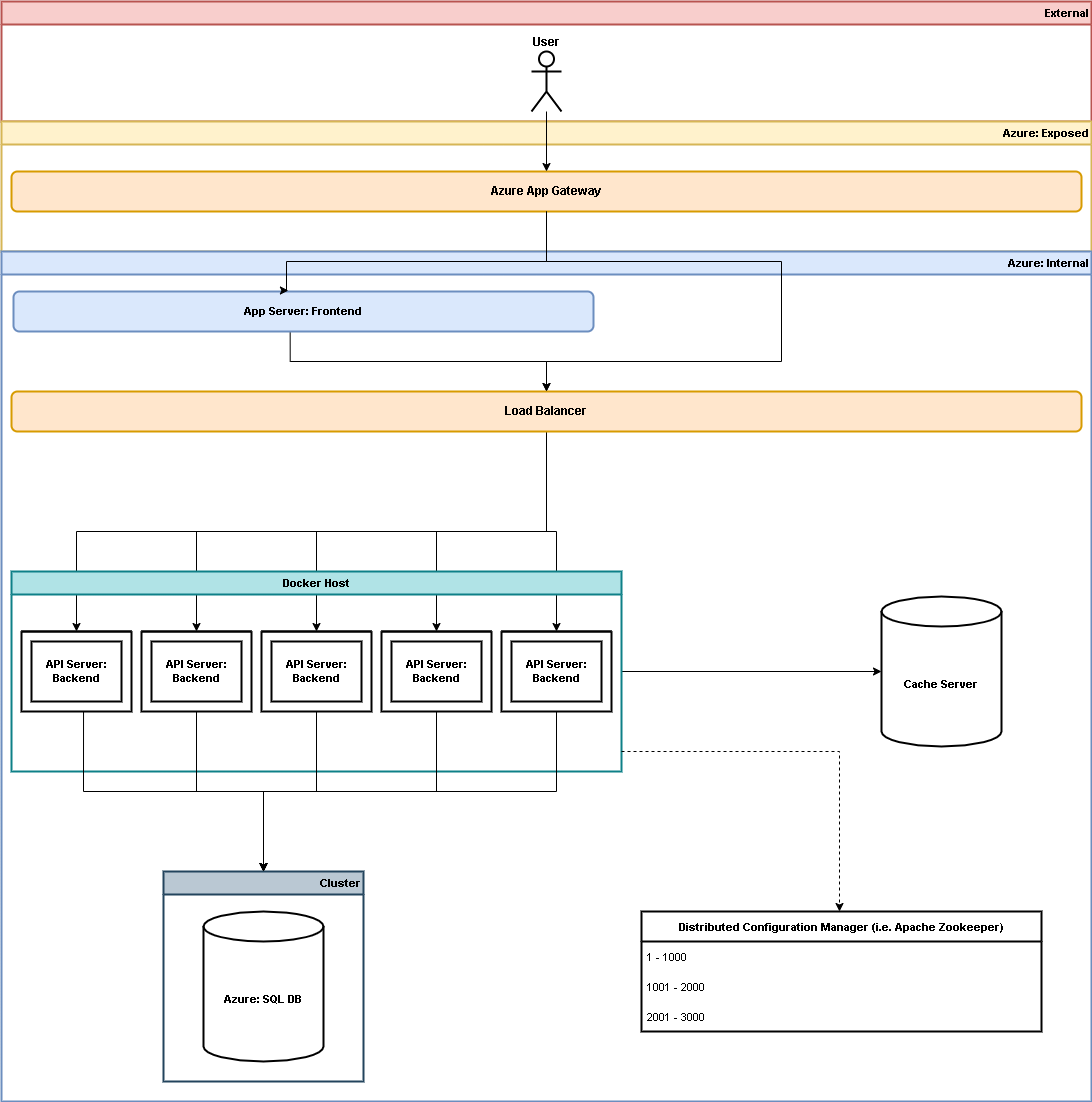 External
User
Azure: Exposed
Azure App Gateway
Azure: Internal
App Server: Frontend
Load Balancer
Docker Host
API Server:
Backend
API Server:
Backend
API Server:
Backend
API Server:
Backend
API Server:
Backend
Cache Server
Cluster
Azure: SQL DB
Distributed Configuration Manager (i.e. Apache Zookeeper)
1 - 1000
1001 - 2000
2001 - 3000